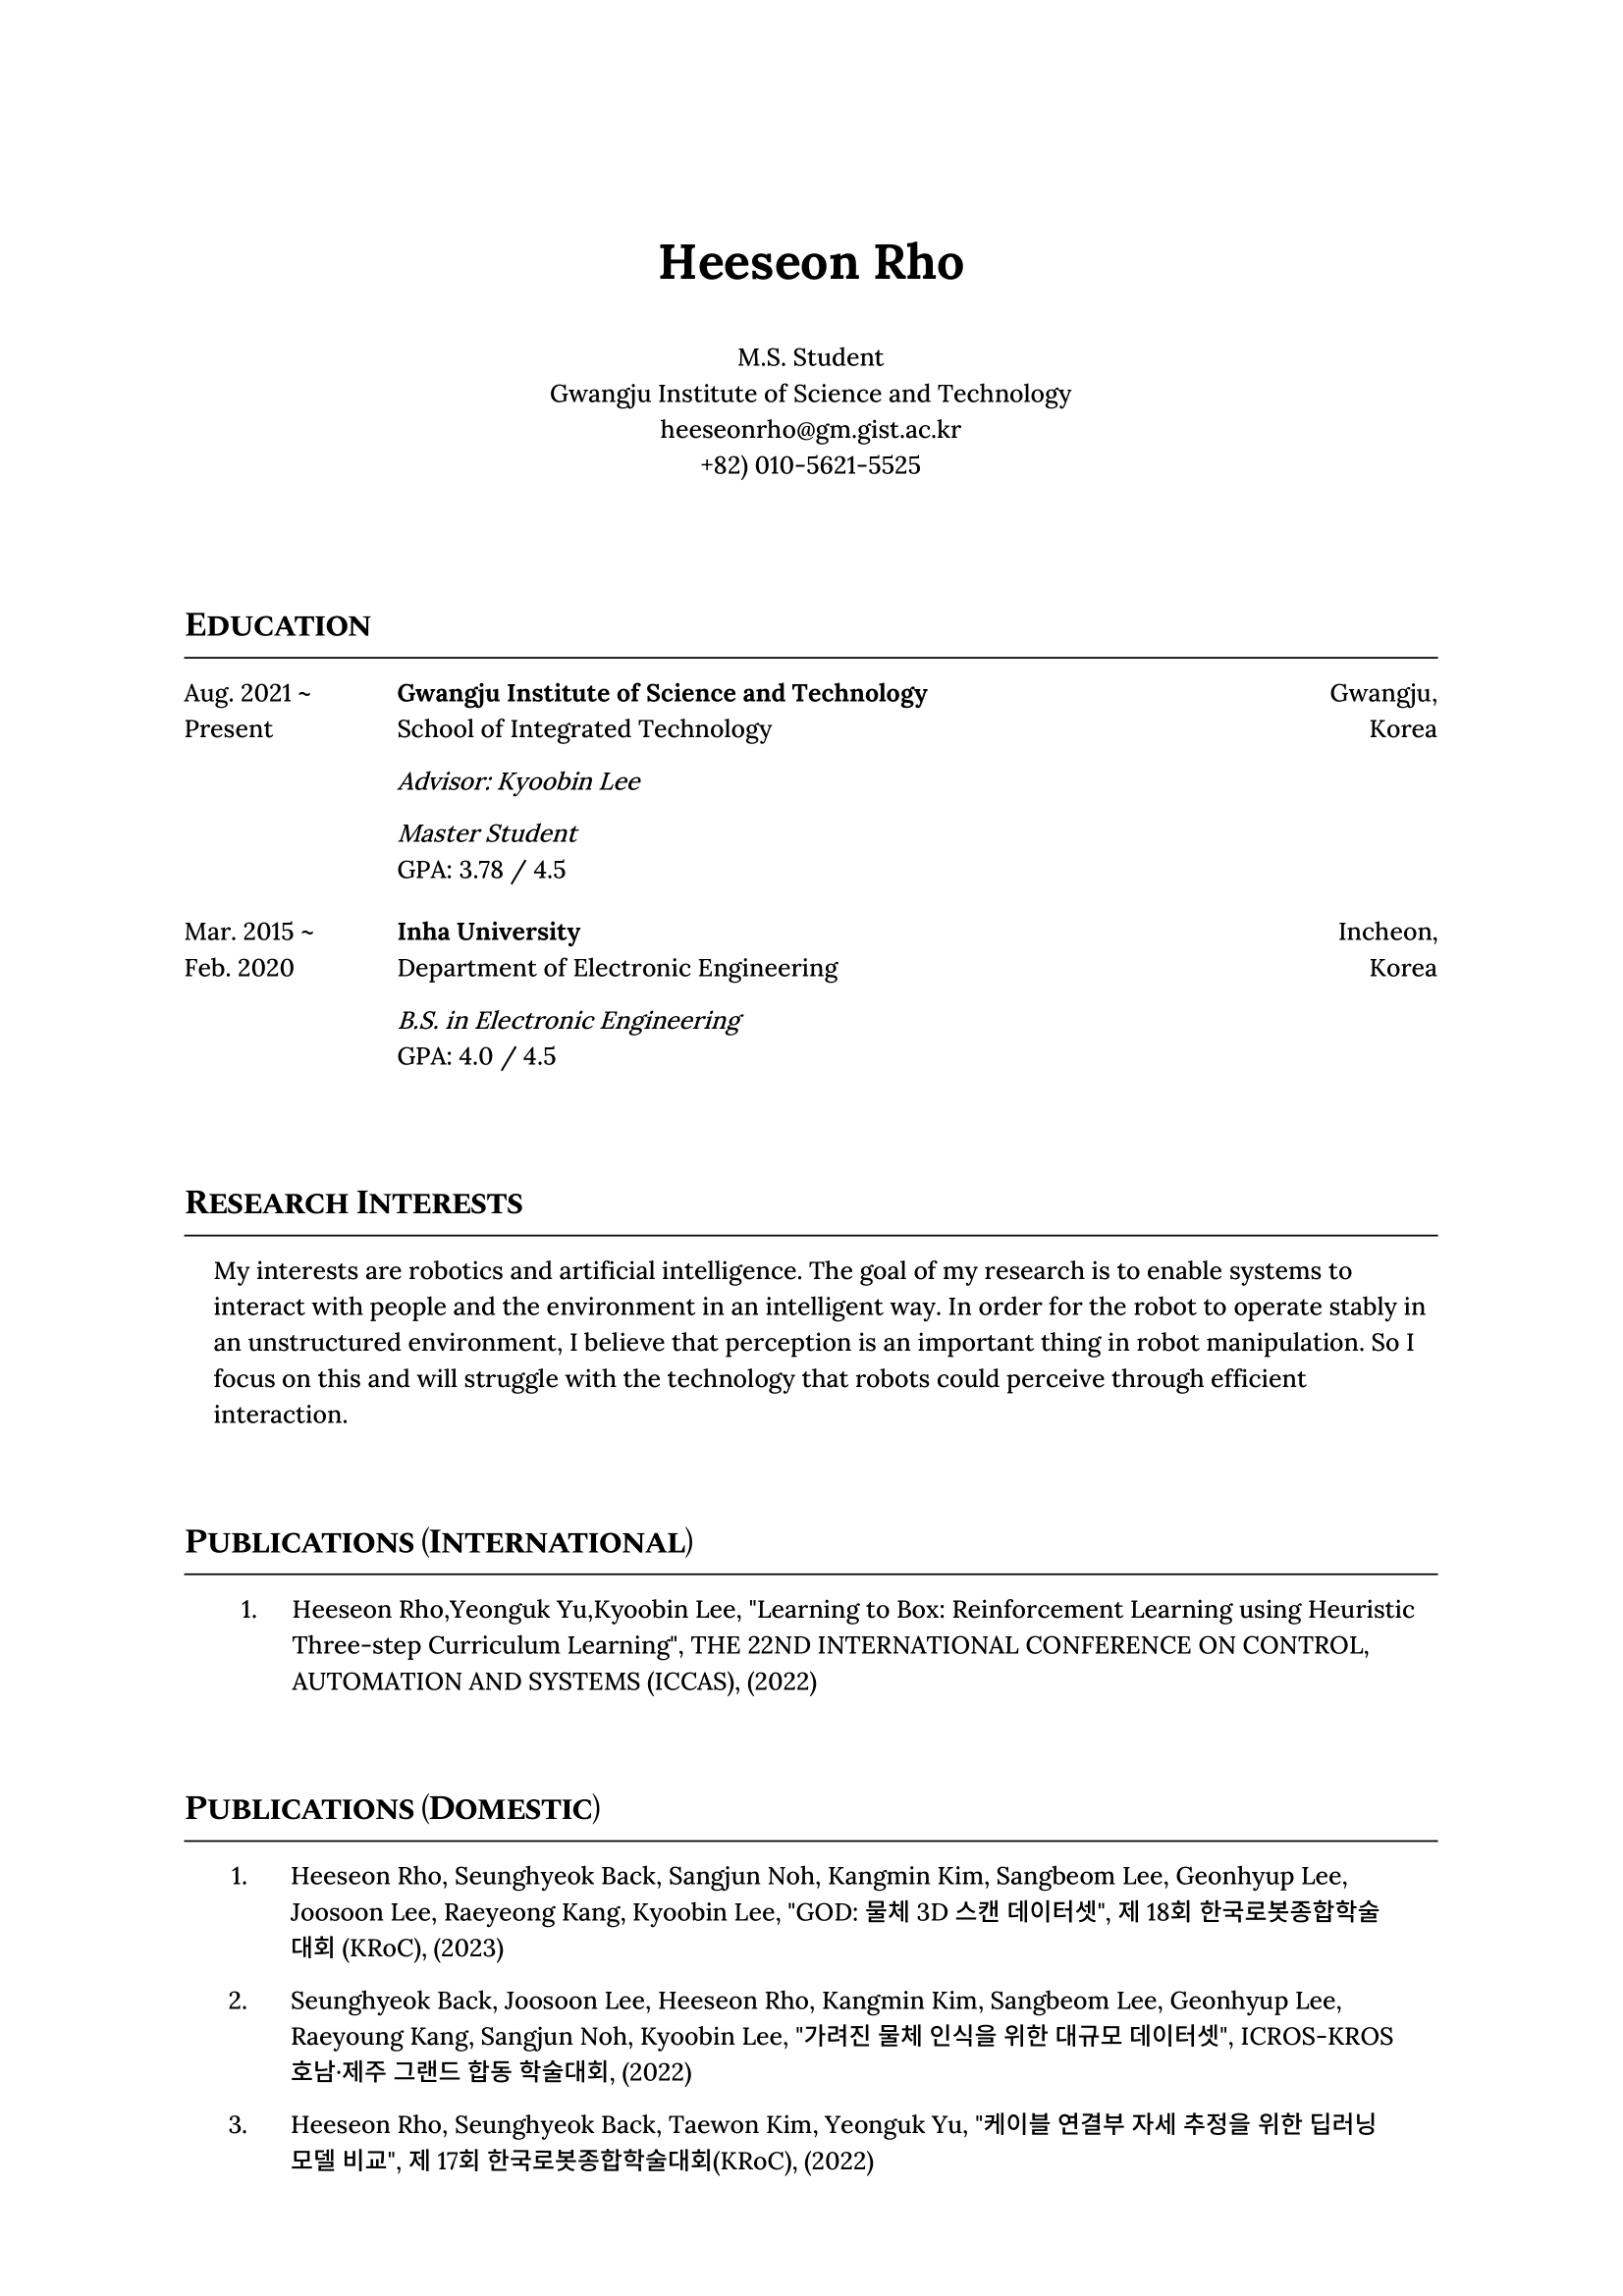 Heeseon Rho
M.S. Student
Gwangju Institute of Science and Technology
heeseonrho@gm.gist.ac.kr
+82) 010-5621-5525
EDUCATION
Aug. 2021 ~ Gwangju Institute of Science and Technology Gwangju,
Present School of Integrated Technology Korea
Advisor: Kyoobin Lee
Master Student
GPA: 3.78 / 4.5
Mar. 2015 ~ Inha University Incheon,
Feb. 2020 Department of Electronic Engineering Korea
B.S. in Electronic Engineering
GPA: 4.0 / 4.5
RESEARCH INTERESTS
My interests are robotics and artificial intelligence. The goal of my research is to enable systems to
interact with people and the environment in an intelligent way. In order for the robot to operate stably in
an unstructured environment, I believe that perception is an important thing in robot manipulation. So I
focus on this and will struggle with the technology that robots could perceive through efficient
interaction.
PUBLICATIONS (INTERNATIONAL)
1. Heeseon Rho,Yeonguk Yu,Kyoobin Lee, "Learning to Box: Reinforcement Learning using Heuristic
Three-step Curriculum Learning", THE 22ND INTERNATIONAL CONFERENCE ON CONTROL,
AUTOMATION AND SYSTEMS (ICCAS), (2022)
PUBLICATIONS (DOMESTIC)
1. Heeseon Rho, Seunghyeok Back, Sangjun Noh, Kangmin Kim, Sangbeom Lee, Geonhyup Lee,
Joosoon Lee, Raeyeong Kang, Kyoobin Lee, "GOD: 물체 3D 스캔 데이터셋", 제 18회 한국로봇종합학술
대회 (KRoC), (2023)
2. Seunghyeok Back, Joosoon Lee, Heeseon Rho, Kangmin Kim, Sangbeom Lee, Geonhyup Lee,
Raeyoung Kang, Sangjun Noh, Kyoobin Lee, "가려진 물체 인식을 위한 대규모 데이터셋", ICROS-KROS
호남·제주 그랜드 합동 학술대회, (2022)
3. Heeseon Rho, Seunghyeok Back, Taewon Kim, Yeonguk Yu, "케이블 연결부 자세 추정을 위한 딥러닝
모델 비교", 제 17회 한국로봇종합학술대회(KRoC), (2022)